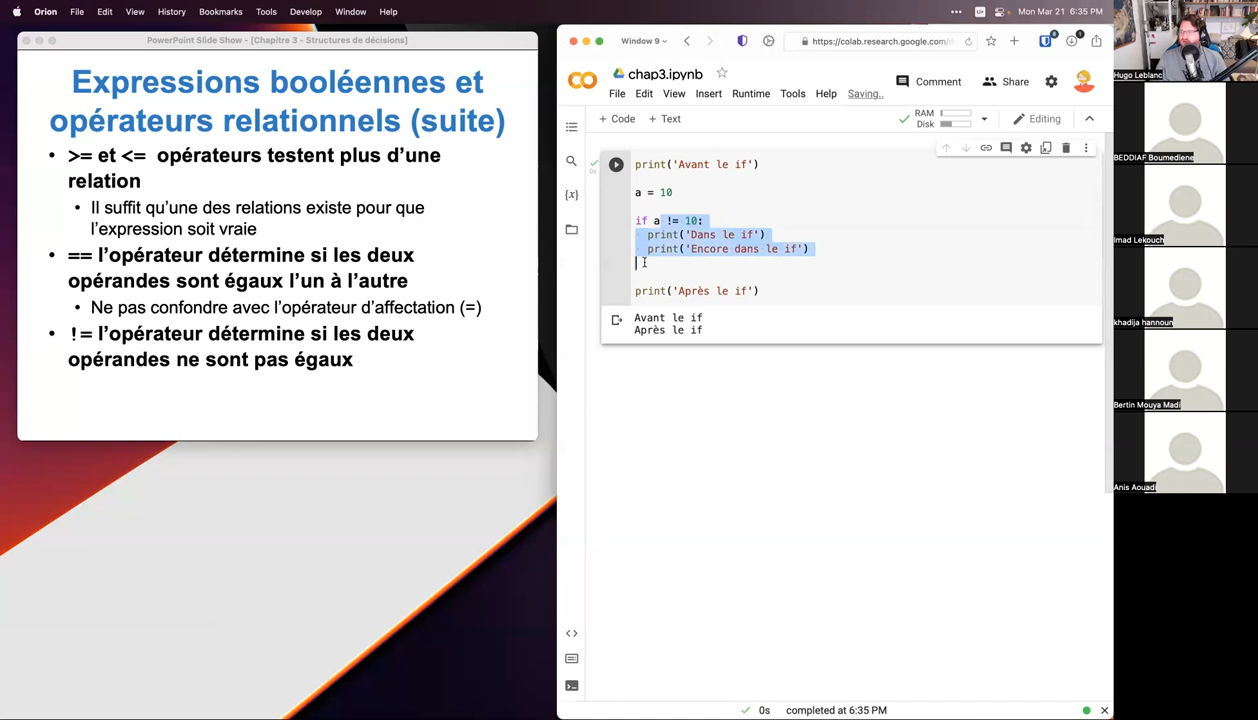 Orion File Edit View History Bookmarks Tools Develop Window Help Mon Mar 21 6:35 PM
PowerPoint Slide Show - [Chapitre 3 - Structures de décisions]
Expressions booléennes et
opérateurs relationnels (suite)
• >= et <= opérateurs testent plus d’une
relation
• Il suffit qu’une des relations existe pour que
l’expression soit vraie
• == l’opérateur détermine si les deux
opérandes sont égaux l’un à l’autre
• Ne pas confondre avec l’opérateur d’affectation (=)
• != l’opérateur détermine si les deux
opérandes ne sont pas égaux
Window 9 https://colab.research.google.com/d
chap3.ipynb
Comment Share
File Edit View Insert Runtime Tools Help Saving..
+ Code + Text RAM Disk Editing
print('Avant le if')
a = 10
if a != 10:
print('Dans le if')
print('Encore dans le if')
print('Après le if')
Avant le if
Après le if
0s completed at 6:35 PM
Hugo Leblanc
BEDDIAF Boumediene
Imad Lekouch
khadija hannoun
Bertin Mouya Madi
Anis Aouadi